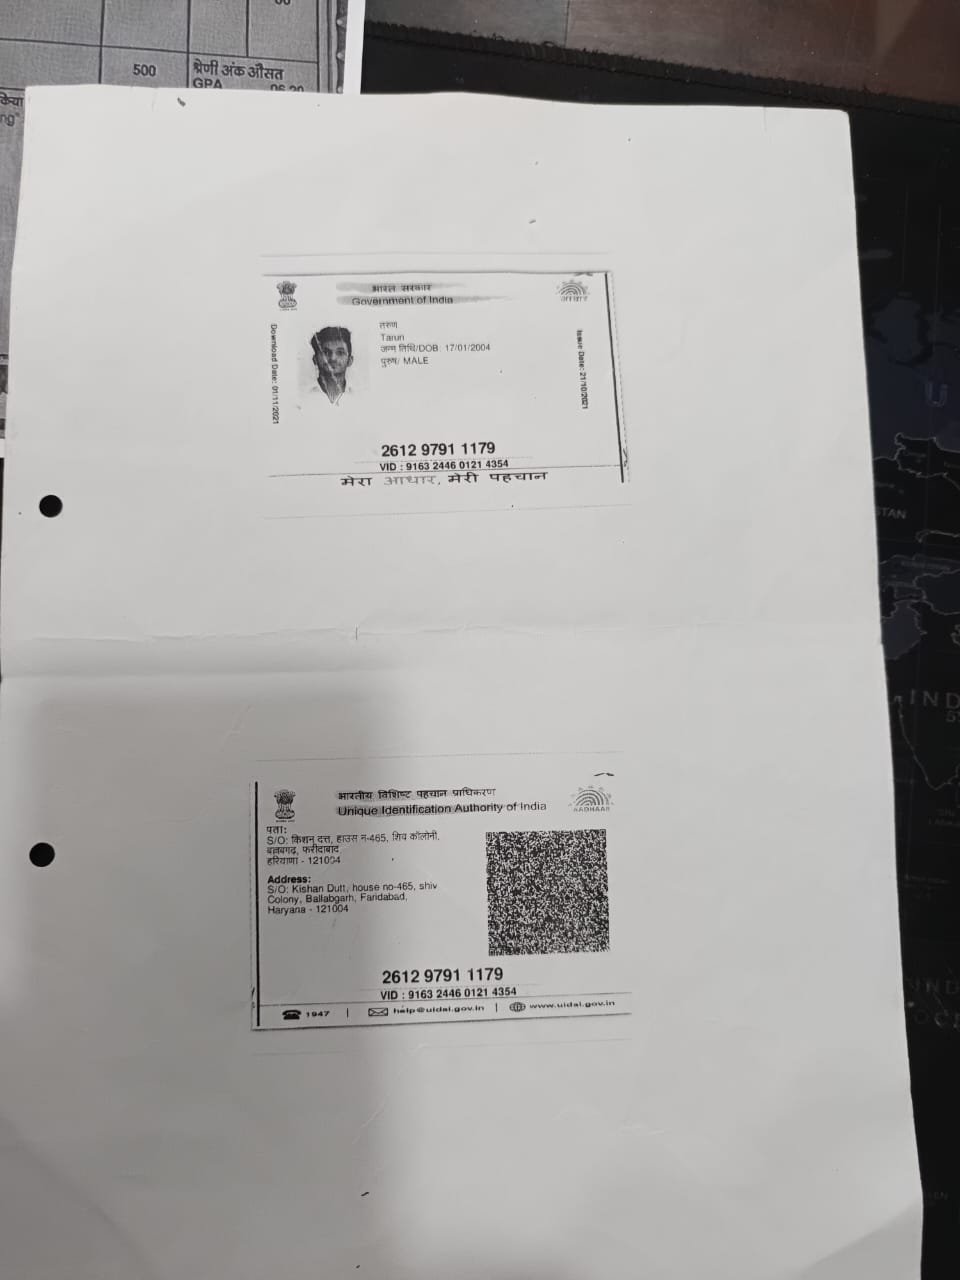 500
श्रेणी अंक औसत
GPA
भारत सरकार
Government of India
आधार
Download Date: 01/11/2021
तरुण
Tarun
जन्म तिथि/DOB: 17/01/2004
पुरुष/ MALE
Issue Date: 21/10/2021
2612 9791 1179
VID : 9163 2446 0121 4354
मेरा आधार, मेरी पहचान
भारतीय विशिष्ट पहचान प्राधिकरण
Unique Identification Authority of India
AADHAAR
पता:
S/O: किशन दत्त, हाउस न-465, शिव कॉलोनी,
बल्लबगढ़, फरीदाबाद,
हरियाणा - 121004
Address:
S/O: Kishan Dutt, house no-465, shiv
Colony, Ballabgarh, Faridabad,
Haryana - 121004
2612 9791 1179
VID : 9163 2446 0121 4354
1947 | help@uidai.gov.in | www.uidai.gov.in